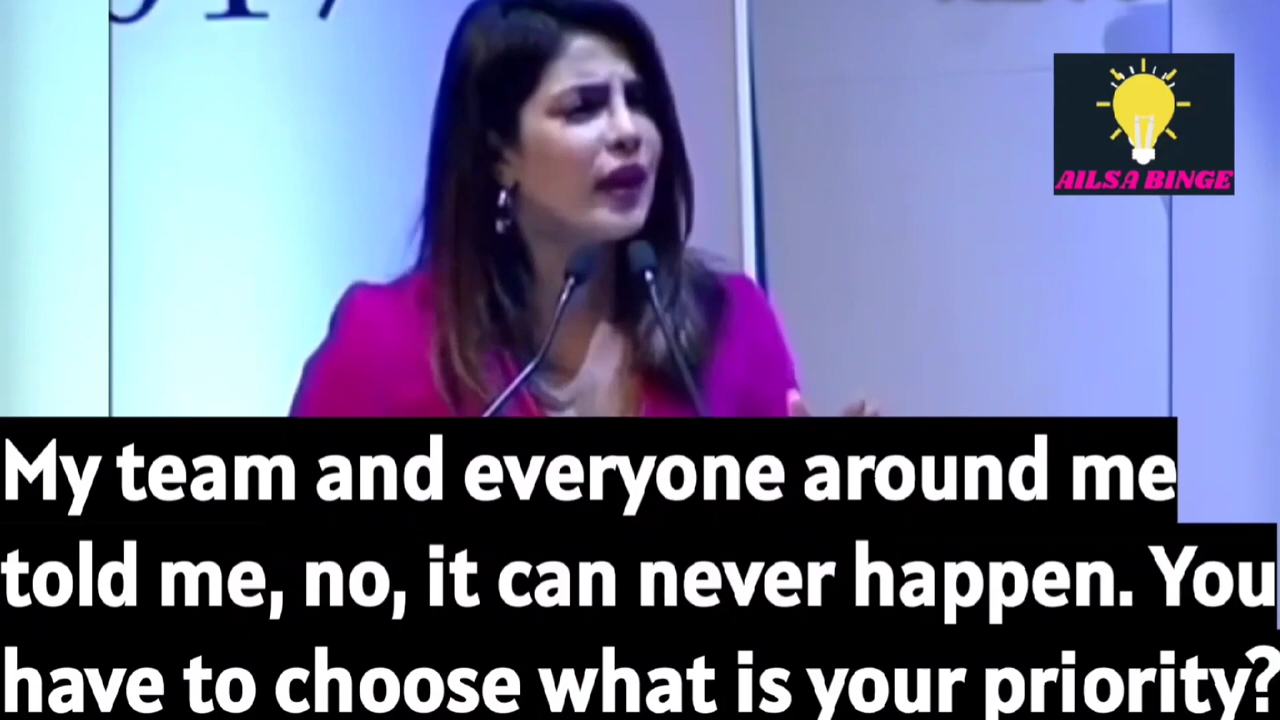 AILSA BINGE
My team and everyone around me
told me, no, it can never happen. You
have to choose what is your priority?